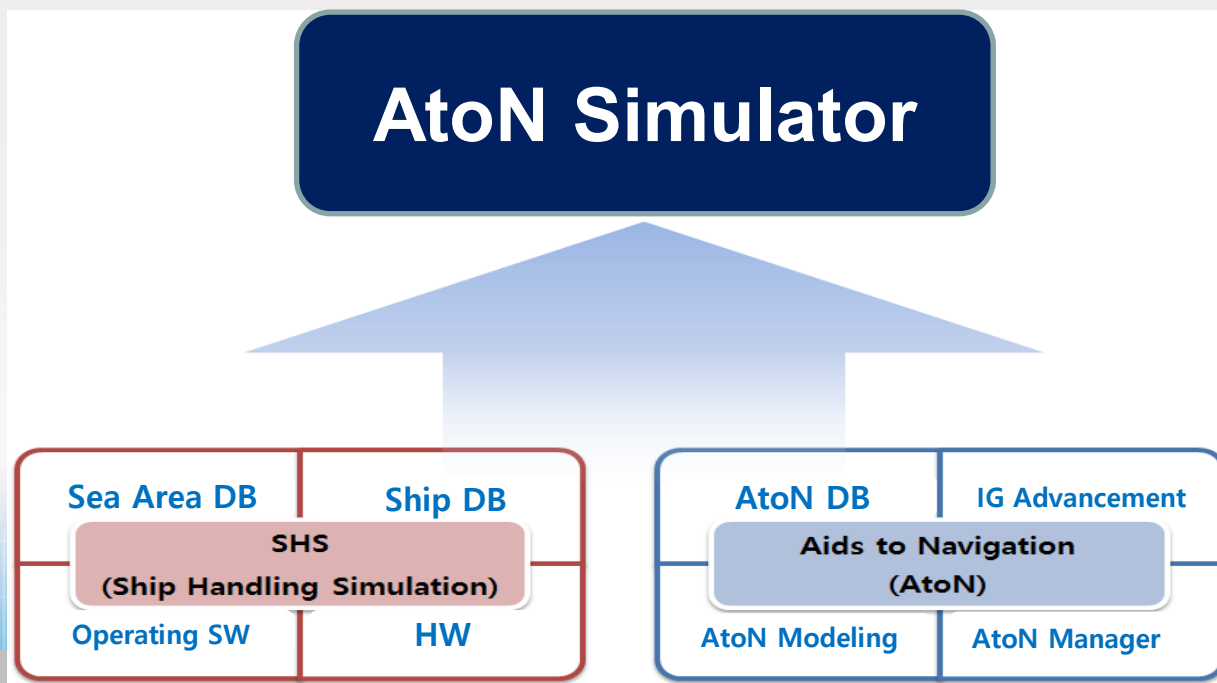 AtoN Simulator
Sea Area DB
Ship DB
SHS
(Ship Handling Simulation)
Operating SW
HW
AtoN DB
IG Advancement
Aids to Navigation
(AtoN)
AtoN Modeling
AtoN Manager